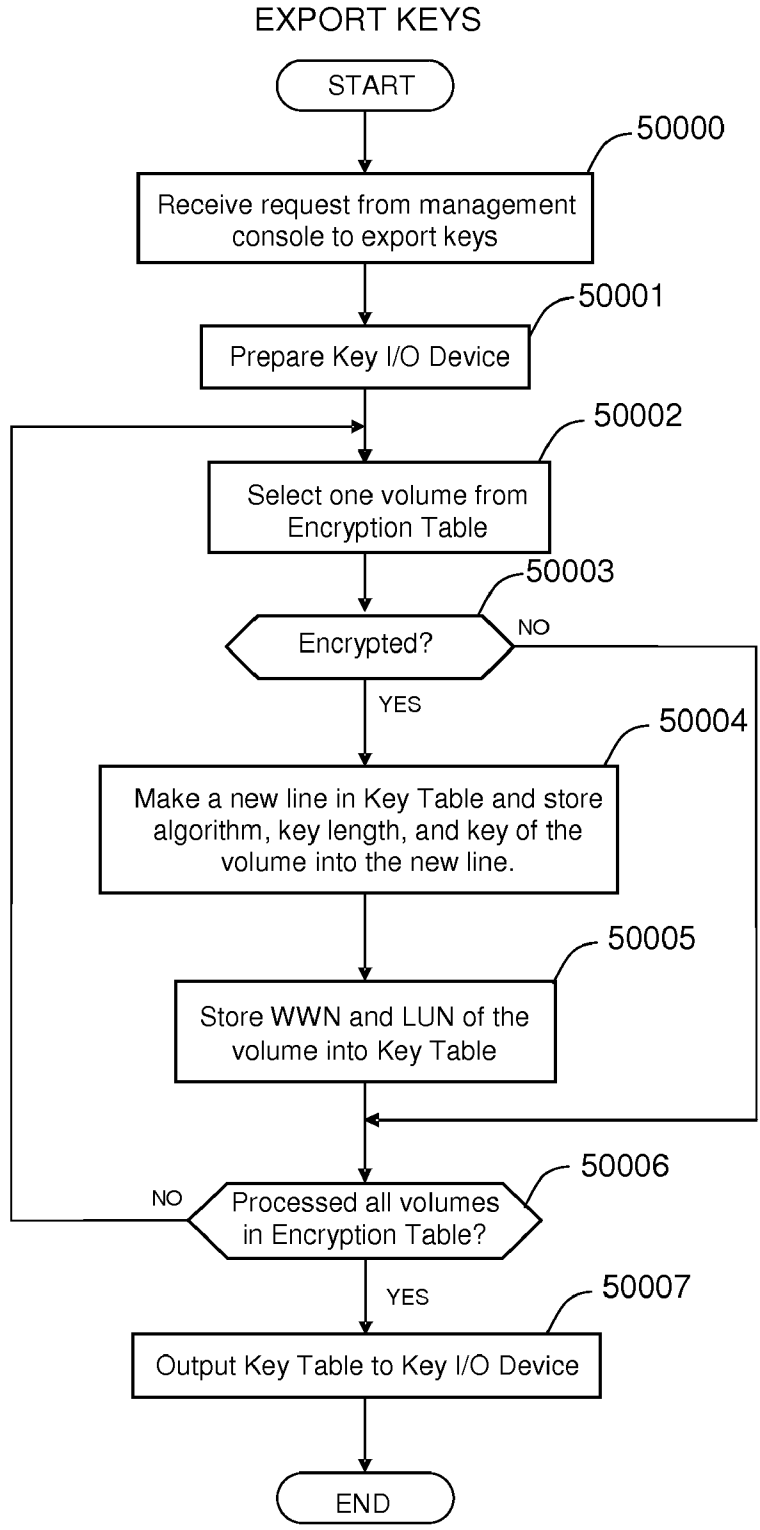 EXPORT KEYS
START
50000
Receive request from management
console to export keys
50001
Prepare Key I/O Device
50002
Select one volume from
Encryption Table
50003
Encrypted?
NO
YES
50004
Make a new line in Key Table and store
algorithm, key length, and key of the
volume into the new line.
50005
Store WWN and LUN of the
volume into Key Table
50006
NO
Processed all volumes
in Encryption Table?
YES
50007
Output Key Table to Key I/O Device
END